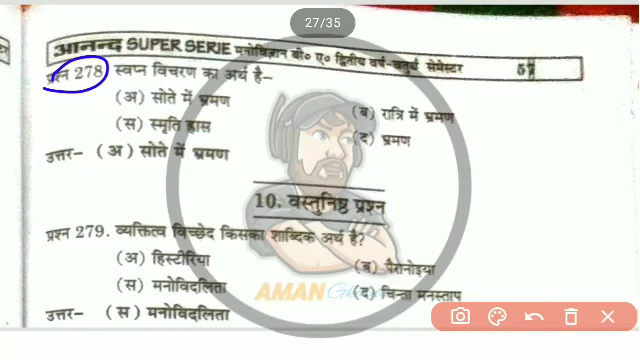 27/35
आनन्द SUPER SERIE मनोविज्ञान बी० ए० द्वितीय वर्ष-चतुर्थ सेमेस्टर 57
प्रश्न 278 स्वप्न विचरण का अर्थ है–
(अ) सोते में भ्रमण (ब) रात्रि में भ्रमण
(स) स्मृति ह्रास (द) भ्रमण
उत्तर– (अ) सोते में भ्रमण
10. वस्तुनिष्ठ प्रश्न
प्रश्न 279. व्यक्तित्व विच्छेद किसका शाब्दिक अर्थ है?
(अ) हिस्टीरिया (ब) पैरानोइया
(स) मनोविदलिता (द) चिन्ता मनस्ताप
AMAN
उत्तर– (स) मनोविदलिता